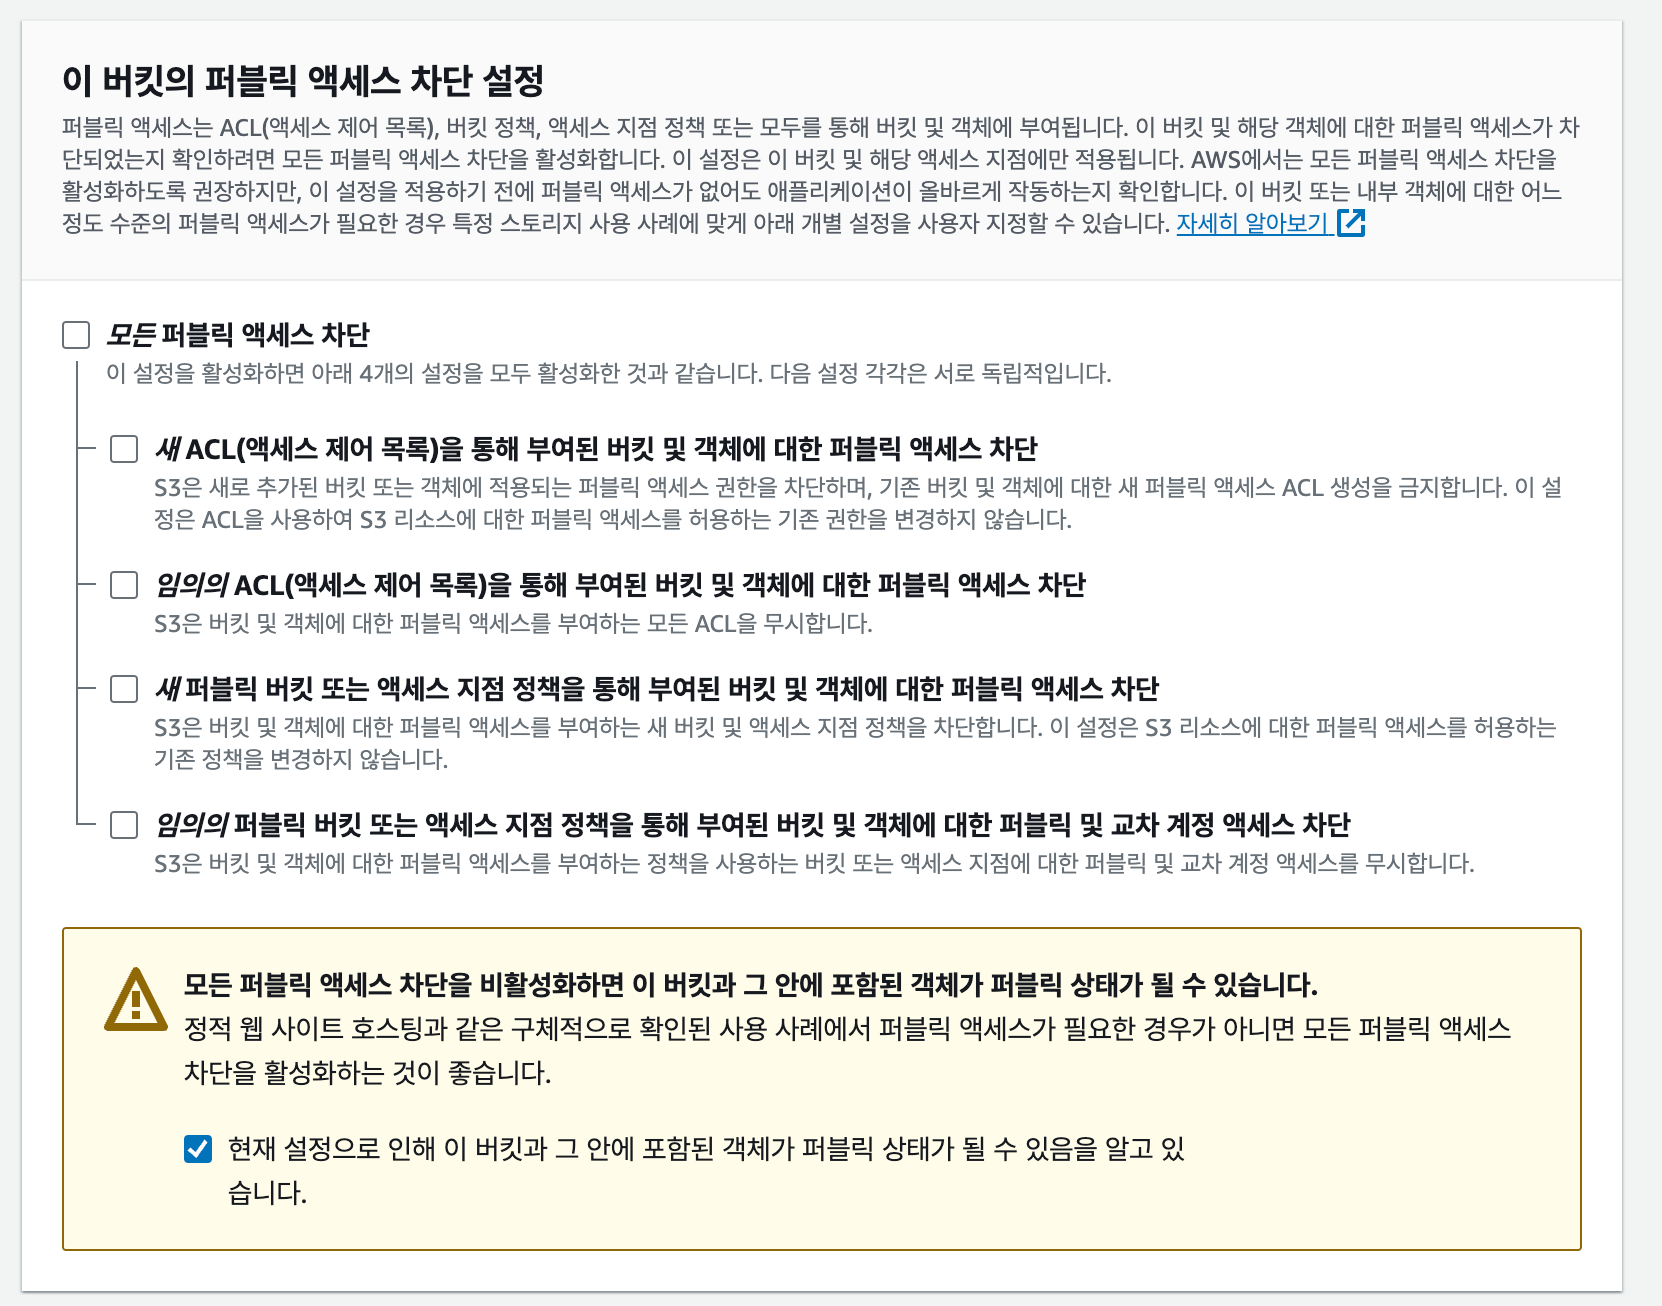 이 버킷의 퍼블릭 액세스 차단 설정
퍼블릭 액세스는 ACL(액세스 제어 목록), 버킷 정책, 액세스 지점 정책 또는 모두를 통해 버킷 및 객체에 부여됩니다. 이 버킷 및 해당 객체에 대한 퍼블릭 액세스가 차
단되었는지 확인하려면 모든 퍼블릭 액세스 차단을 활성화합니다. 이 설정은 이 버킷 및 해당 액세스 지점에만 적용됩니다. AWS에서는 모든 퍼블릭 액세스 차단을
활성화하도록 권장하지만, 이 설정을 적용하기 전에 퍼블릭 액세스가 없어도 애플리케이션이 올바르게 작동하는지 확인합니다. 이 버킷 또는 내부 객체에 대한 어느
정도 수준의 퍼블릭 액세스가 필요한 경우 특정 스토리지 사용 사례에 맞게 아래 개별 설정을 사용자 지정할 수 있습니다. 자세히 알아보기
모든 퍼블릭 액세스 차단
이 설정을 활성화하면 아래 4개의 설정을 모두 활성화한 것과 같습니다. 다음 설정 각각은 서로 독립적입니다.
새 ACL(액세스 제어 목록)을 통해 부여된 버킷 및 객체에 대한 퍼블릭 액세스 차단
S3은 새로 추가된 버킷 또는 객체에 적용되는 퍼블릭 액세스 권한을 차단하며, 기존 버킷 및 객체에 대한 새 퍼블릭 액세스 ACL 생성을 금지합니다. 이 설
정은 ACL을 사용하여 S3 리소스에 대한 퍼블릭 액세스를 허용하는 기존 권한을 변경하지 않습니다.
임의의 ACL(액세스 제어 목록)을 통해 부여된 버킷 및 객체에 대한 퍼블릭 액세스 차단
S3은 버킷 및 객체에 대한 퍼블릭 액세스를 부여하는 모든 ACL을 무시합니다.
새 퍼블릭 버킷 또는 액세스 지점 정책을 통해 부여된 버킷 및 객체에 대한 퍼블릭 액세스 차단
S3은 버킷 및 객체에 대한 퍼블릭 액세스를 부여하는 새 버킷 및 액세스 지점 정책을 차단합니다. 이 설정은 S3 리소스에 대한 퍼블릭 액세스를 허용하는
기존 정책을 변경하지 않습니다.
임의의 퍼블릭 버킷 또는 액세스 지점 정책을 통해 부여된 버킷 및 객체에 대한 퍼블릭 및 교차 계정 액세스 차단
S3은 버킷 및 객체에 대한 퍼블릭 액세스를 부여하는 정책을 사용하는 버킷 또는 액세스 지점에 대한 퍼블릭 및 교차 계정 액세스를 무시합니다.
모든 퍼블릭 액세스 차단을 비활성화하면 이 버킷과 그 안에 포함된 객체가 퍼블릭 상태가 될 수 있습니다.
정적 웹 사이트 호스팅과 같은 구체적으로 확인된 사용 사례에서 퍼블릭 액세스가 필요한 경우가 아니면 모든 퍼블릭 액세스
차단을 활성화하는 것이 좋습니다.
현재 설정으로 인해 이 버킷과 그 안에 포함된 객체가 퍼블릭 상태가 될 수 있음을 알고 있
습니다.